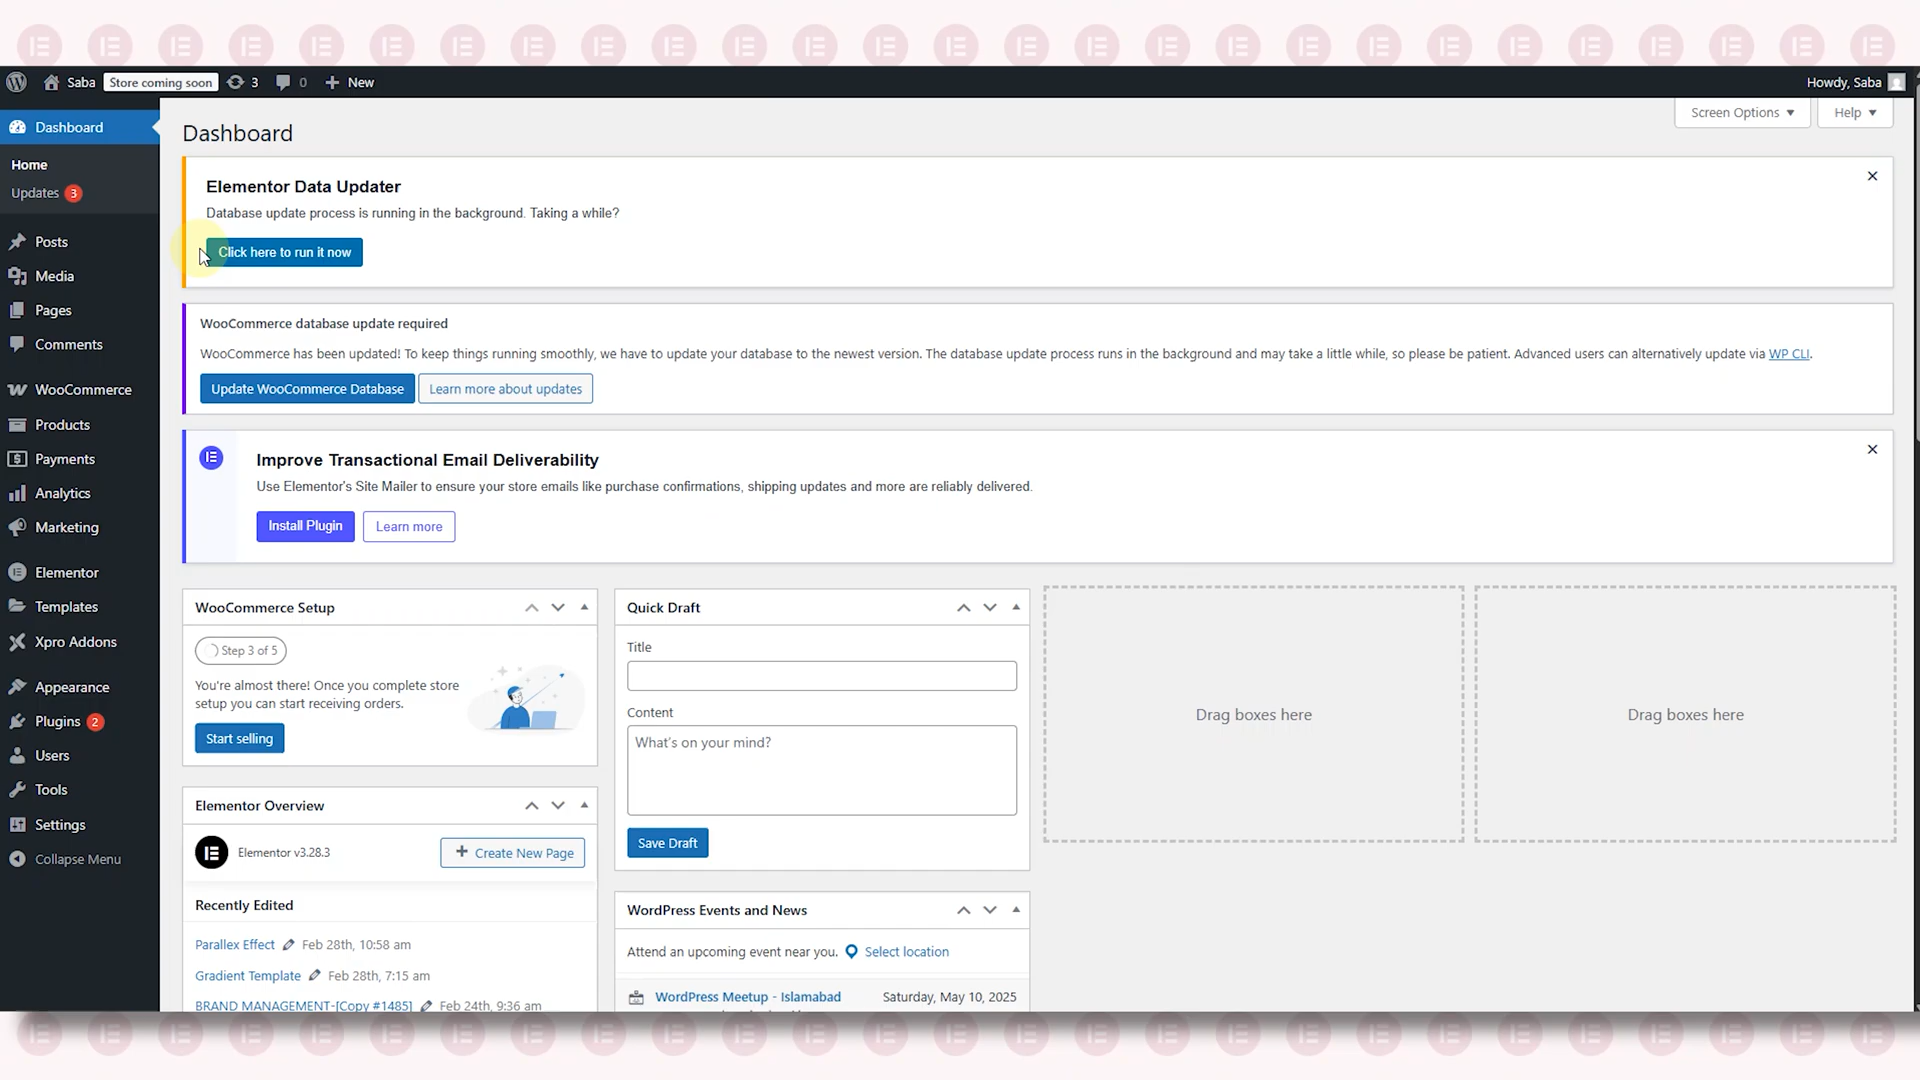 Saba
Store coming soon
3
0
New
Howdy, Saba
Dashboard
Home
Updates 3
Posts
Media
Pages
Comments
WooCommerce
Products
Payments
Analytics
Marketing
Elementor
Templates
Xpro Addons
Appearance
Plugins 2
Users
Tools
Settings
Collapse Menu
Screen Options
Help
Dashboard
Elementor Data Updater
Database update process is running in the background. Taking a while?
Click here to run it now
WooCommerce database update required
WooCommerce has been updated! To keep things running smoothly, we have to update your database to the newest version. The database update process runs in the background and may take a little while, so please be patient. Advanced users can alternatively update via WP CLI.
Update WooCommerce Database
Learn more about updates
Improve Transactional Email Deliverability
Use Elementor's Site Mailer to ensure your store emails like purchase confirmations, shipping updates and more are reliably delivered.
Install Plugin
Learn more
WooCommerce Setup
Step 3 of 5
You're almost there! Once you complete store
setup you can start receiving orders.
Start selling
Elementor Overview
Elementor v3.28.3
Create New Page
Recently Edited
Parallex Effect Feb 28th, 10:58 am
Gradient Template Feb 28th, 7:15 am
BRAND MANAGEMENT-[Copy #1485] Feb 24th, 9:36 am
Quick Draft
Title
Content
What's on your mind?
Save Draft
WordPress Events and News
Attend an upcoming event near you. Select location
WordPress Meetup - Islamabad Saturday, May 10, 2025
Drag boxes here
Drag boxes here